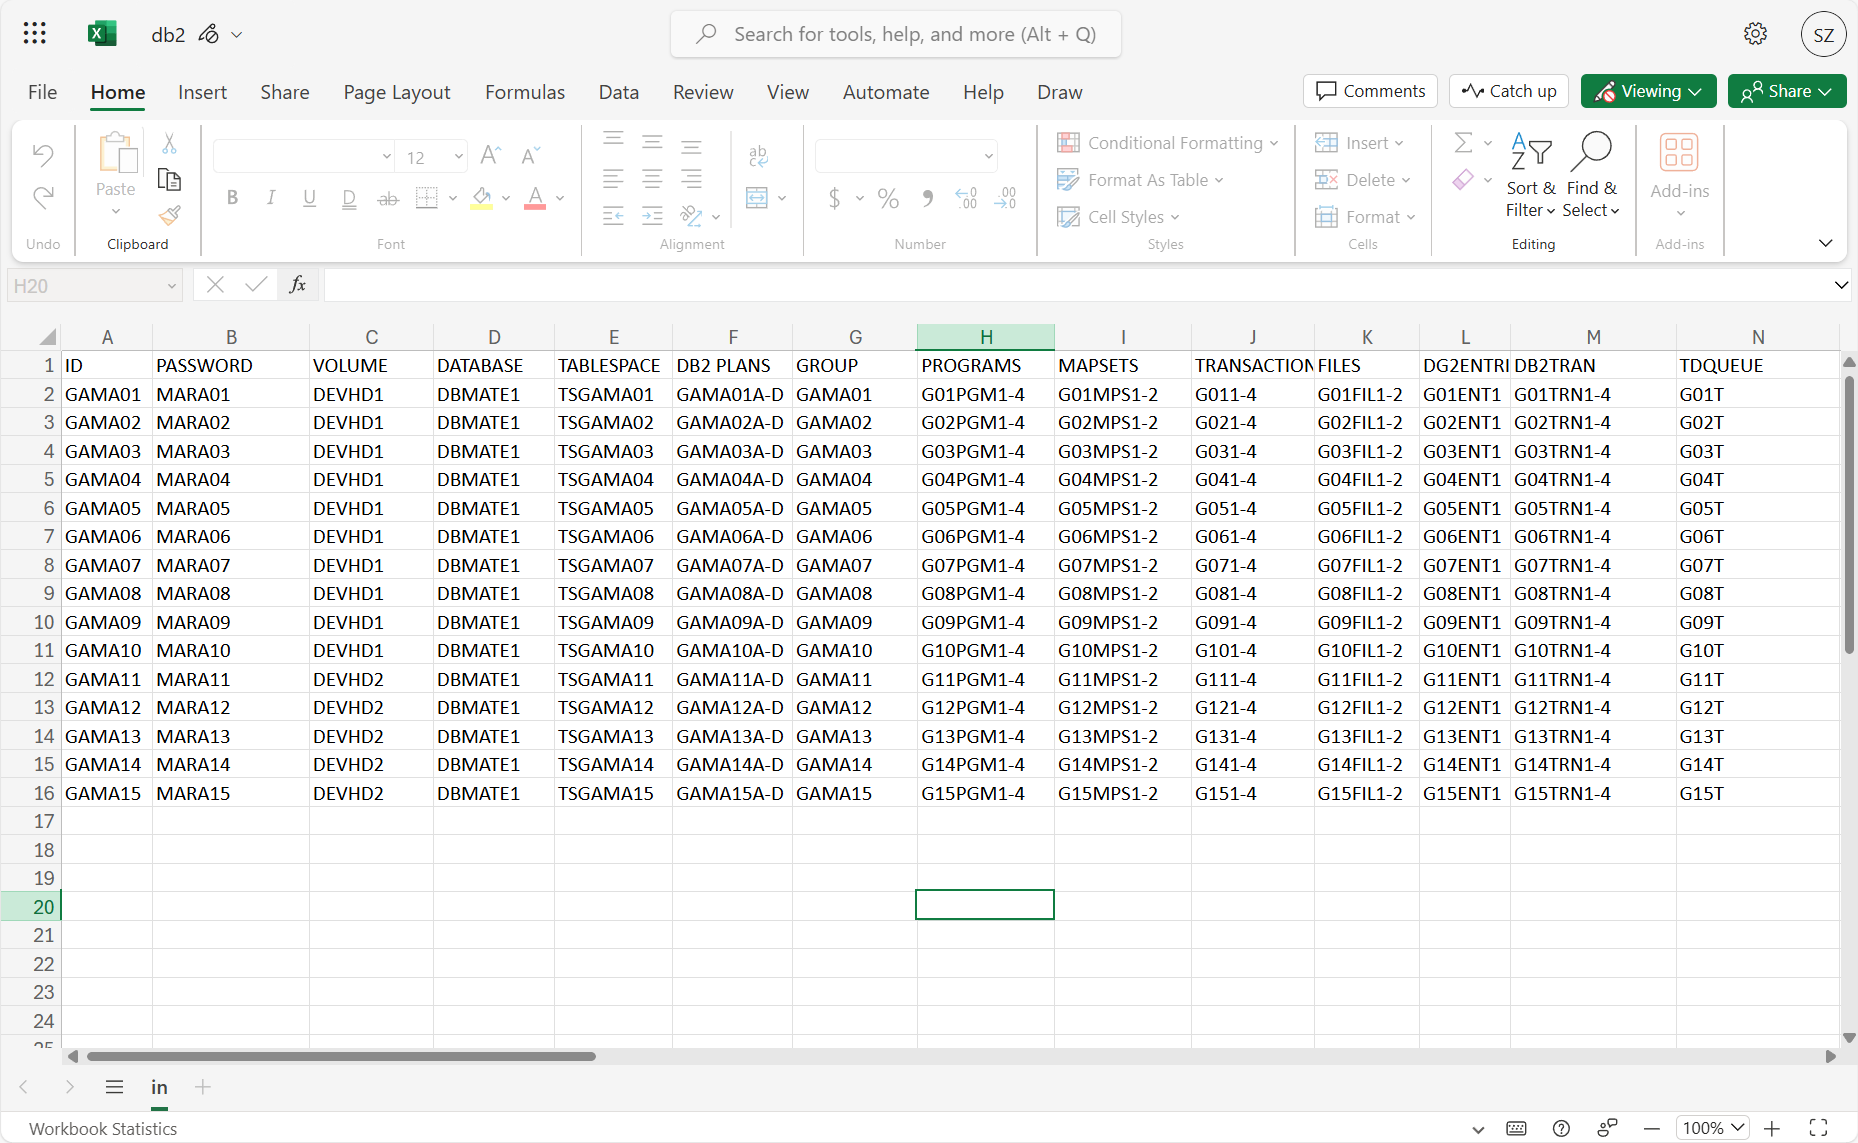 db2
Search for tools, help, and more (Alt + Q)
SZ
File Home Insert Share Page Layout Formulas Data Review View Automate Help Draw
Comments Catch up Viewing Share
Paste
12
B I U D ab
ab c
$ % .00 .00
Conditional Formatting
Format As Table
Cell Styles
Insert
Delete
Format
Sort & Filter
Find & Select
Add-ins
Undo Clipboard Font Alignment Number Styles Cells Editing Add-ins
H20 fx
A B C D E F G H I J K L M N
1 ID PASSWORD VOLUME DATABASE TABLESPACE DB2 PLANS GROUP PROGRAMS MAPSETS TRANSACTION FILES DG2ENTRI DB2TRAN TDQUEUE
2 GAMA01 MARA01 DEVHD1 DBMATE1 TSGAMA01 GAMA01A-D GAMA01 G01PGM1-4 G01MPS1-2 G011-4 G01FIL1-2 G01ENT1 G01TRN1-4 G01T
3 GAMA02 MARA02 DEVHD1 DBMATE1 TSGAMA02 GAMA02A-D GAMA02 G02PGM1-4 G02MPS1-2 G021-4 G02FIL1-2 G02ENT1 G02TRN1-4 G02T
4 GAMA03 MARA03 DEVHD1 DBMATE1 TSGAMA03 GAMA03A-D GAMA03 G03PGM1-4 G03MPS1-2 G031-4 G03FIL1-2 G03ENT1 G03TRN1-4 G03T
5 GAMA04 MARA04 DEVHD1 DBMATE1 TSGAMA04 GAMA04A-D GAMA04 G04PGM1-4 G04MPS1-2 G041-4 G04FIL1-2 G04ENT1 G04TRN1-4 G04T
6 GAMA05 MARA05 DEVHD1 DBMATE1 TSGAMA05 GAMA05A-D GAMA05 G05PGM1-4 G05MPS1-2 G051-4 G05FIL1-2 G05ENT1 G05TRN1-4 G05T
7 GAMA06 MARA06 DEVHD1 DBMATE1 TSGAMA06 GAMA06A-D GAMA06 G06PGM1-4 G06MPS1-2 G061-4 G06FIL1-2 G06ENT1 G06TRN1-4 G06T
8 GAMA07 MARA07 DEVHD1 DBMATE1 TSGAMA07 GAMA07A-D GAMA07 G07PGM1-4 G07MPS1-2 G071-4 G07FIL1-2 G07ENT1 G07TRN1-4 G07T
9 GAMA08 MARA08 DEVHD1 DBMATE1 TSGAMA08 GAMA08A-D GAMA08 G08PGM1-4 G08MPS1-2 G081-4 G08FIL1-2 G08ENT1 G08TRN1-4 G08T
10 GAMA09 MARA09 DEVHD1 DBMATE1 TSGAMA09 GAMA09A-D GAMA09 G09PGM1-4 G09MPS1-2 G091-4 G09FIL1-2 G09ENT1 G09TRN1-4 G09T
11 GAMA10 MARA10 DEVHD1 DBMATE1 TSGAMA10 GAMA10A-D GAMA10 G10PGM1-4 G10MPS1-2 G101-4 G10FIL1-2 G10ENT1 G10TRN1-4 G10T
12 GAMA11 MARA11 DEVHD2 DBMATE1 TSGAMA11 GAMA11A-D GAMA11 G11PGM1-4 G11MPS1-2 G111-4 G11FIL1-2 G11ENT1 G11TRN1-4 G11T
13 GAMA12 MARA12 DEVHD2 DBMATE1 TSGAMA12 GAMA12A-D GAMA12 G12PGM1-4 G12MPS1-2 G121-4 G12FIL1-2 G12ENT1 G12TRN1-4 G12T
14 GAMA13 MARA13 DEVHD2 DBMATE1 TSGAMA13 GAMA13A-D GAMA13 G13PGM1-4 G13MPS1-2 G131-4 G13FIL1-2 G13ENT1 G13TRN1-4 G13T
15 GAMA14 MARA14 DEVHD2 DBMATE1 TSGAMA14 GAMA14A-D GAMA14 G14PGM1-4 G14MPS1-2 G141-4 G14FIL1-2 G14ENT1 G14TRN1-4 G14T
16 GAMA15 MARA15 DEVHD2 DBMATE1 TSGAMA15 GAMA15A-D GAMA15 G15PGM1-4 G15MPS1-2 G151-4 G15FIL1-2 G15ENT1 G15TRN1-4 G15T
17
18
19
20
21
22
23
24
25
in
Workbook Statistics
100%